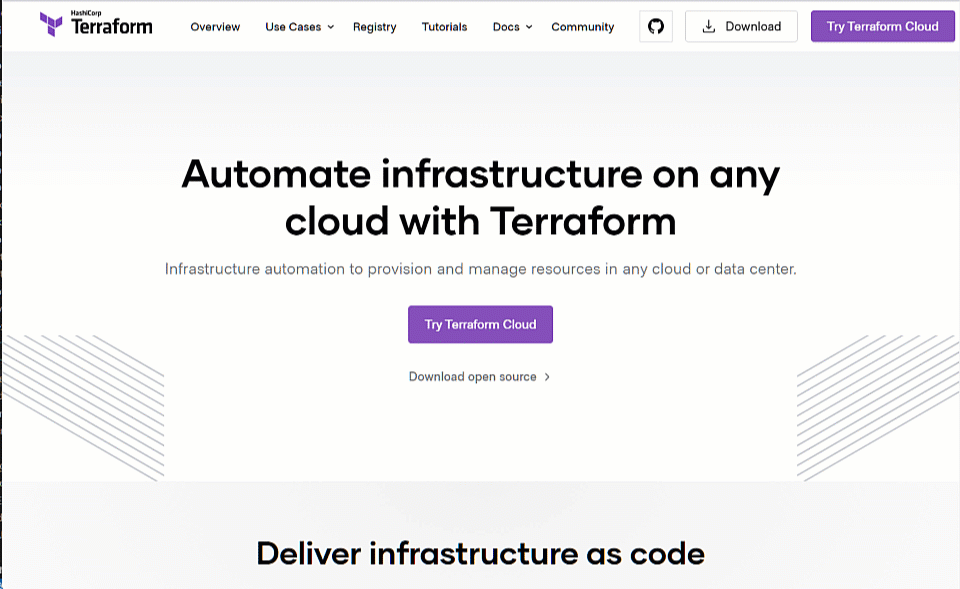 HashiCorp
Terraform
Overview
Use Cases
Registry
Tutorials
Docs
Community
Download
Try Terraform Cloud
Automate infrastructure on any
cloud with Terraform
Infrastructure automation to provision and manage resources in any cloud or data center.
Try Terraform Cloud
Download open source
Deliver infrastructure as code